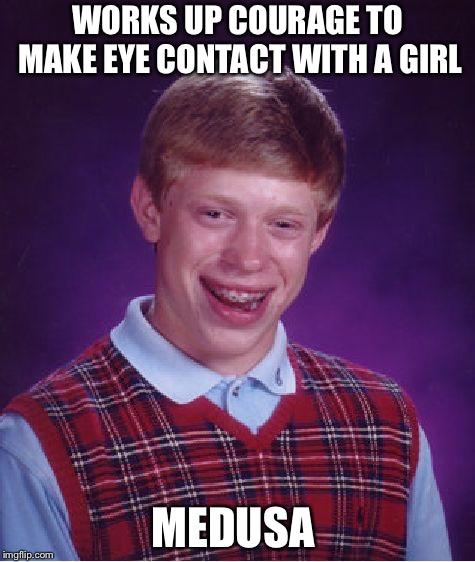 WORKS UP COURAGE TO
MAKE EYE CONTACT WITH A GIRL
MEDUSA
imgflip.com